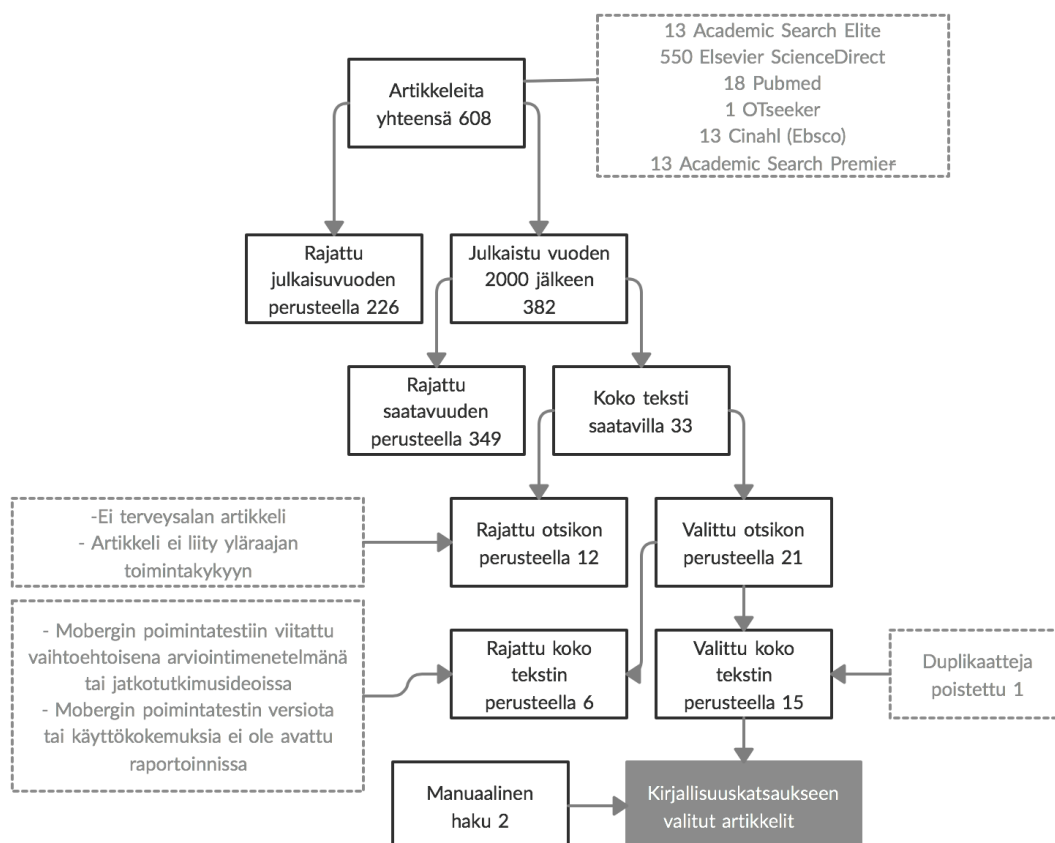 13 Academic Search Elite
550 Elsevier ScienceDirect
18 Pubmed
1 OTseeker
13 Cinahl (Ebsco)
13 Academic Search Premier
Artikkeleita
yhteensä 608
Rajattu
julkaisuvuoden
perusteella 226
Julkaistu vuoden
2000 jälkeen
382
Rajattu
saatavuuden
perusteella 349
Koko teksti
saatavilla 33
-Ei terveysalan artikkeli
- Artikkeli ei liity yläraajan
toimintakykyyn
Rajattu otsikon
perusteella 12
Valittu otsikon
perusteella 21
- Mobergin poimintatestiin viitattu
vaihtoehtoisena arviointimenetelmänä
tai jatkotutkimusideoissa
- Mobergin poimintatestin versiota
tai käyttökokemuksia ei ole avattu
raportoinnissa
Rajattu koko
tekstin
perusteella 6
Valittu koko
tekstin
perusteella 15
Duplikaatteja
poistettu 1
Manuaalinen
haku 2
Kirjallisuuskatsaukseen
valitut artikkelit